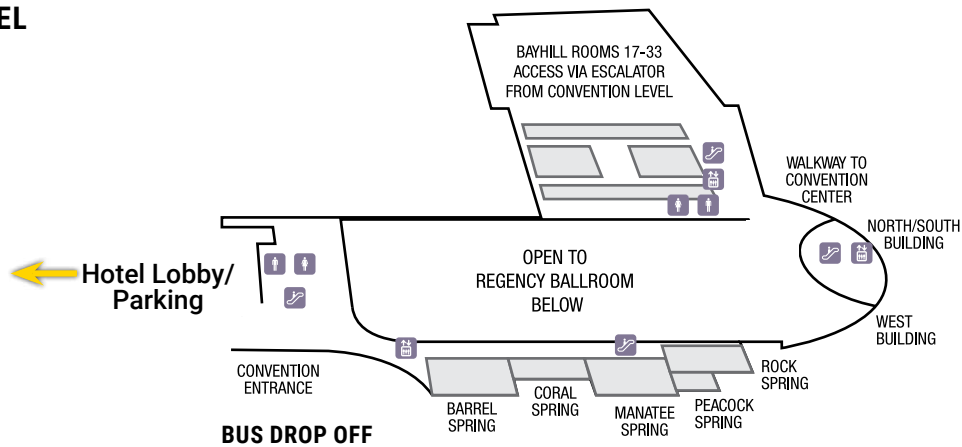 EL
BAYHILL ROOMS 17-33
ACCESS VIA ESCALATOR
FROM CONVENTION LEVEL
WALKWAY TO
CONVENTION
CENTER
NORTH/SOUTH
BUILDING
Hotel Lobby/
Parking
OPEN TO
REGENCY BALLROOM
BELOW
WEST
BUILDING
CONVENTION
ENTRANCE
ROCK
SPRING
BARREL
SPRING
CORAL
SPRING
MANATEE
SPRING
PEACOCK
SPRING
BUS DROP OFF